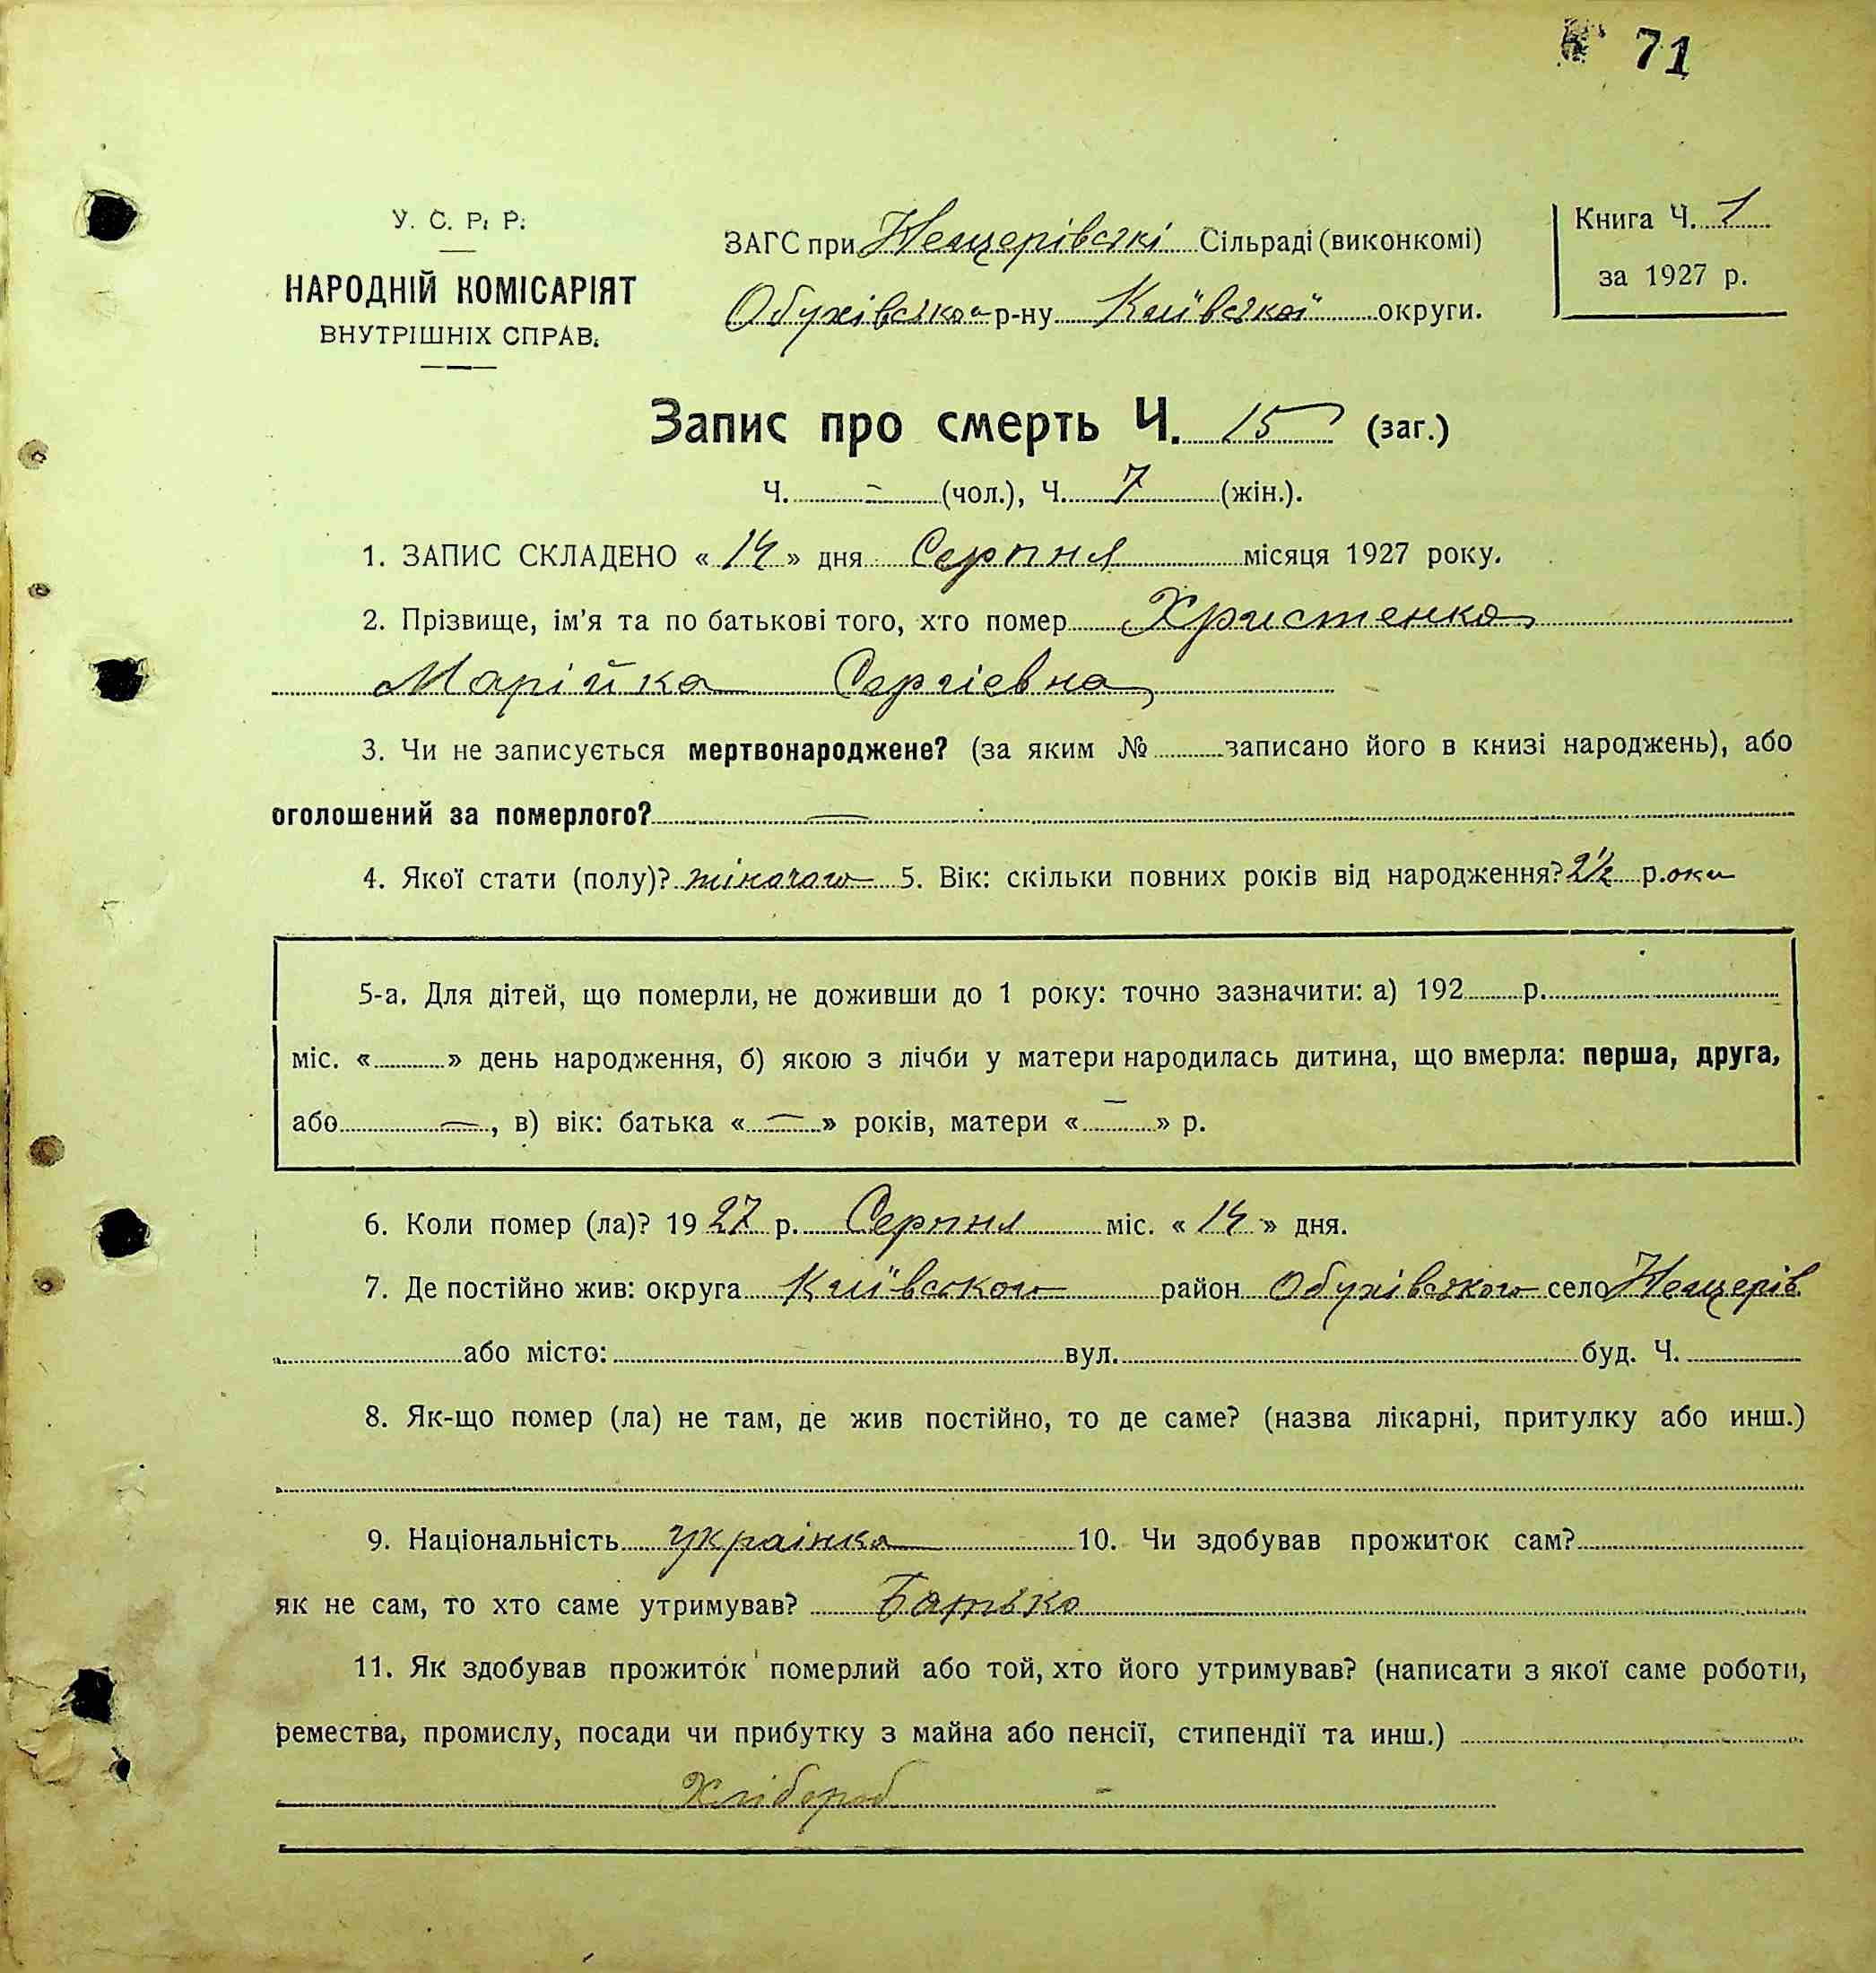 71
У. С. Р. Р.
НАРОДНІЙ КОМІСАРІЯТ
ВНУТРІШНІХ СПРАВ.
ЗАГС при Нещерівські Сільраді (виконкомі)
Обухівського р-ну Київської округи.
Книга Ч. 1
за 1927 р.
Запис про смерть Ч. 15 (заг.)
Ч. - (чол.), Ч. 7 (жін.).
1. ЗАПИС СКЛАДЕНО « 14 » дня Серпня місяця 1927 року.
2. Прізвище, ім'я та по батькові того, хто помер Христенко
Марійка Сергієвна
3. Чи не записується мертвонароджене? (за яким № записано його в книзі народжень), або
оголошений за померлого? —
4. Якої стати (полу)? жіночого 5. Вік: скільки повних років від народження? 2½ р.оки
5-а. Для дітей, що померли, не доживши до 1 року: точно зазначити: а) 192 р.
міс. « » день народження, б) якою з лічби у матери народилась дитина, що вмерла: перша, друга,
або —, в) вік: батька « — » років, матери « — » р.
6. Коли помер (ла)? 1927 р. Серпня міс. « 14 » дня.
7. Де постійно жив: округа Київського район Обухівського село Нещерів
або місто: вул. буд. Ч.
8. Як-що помер (ла) не там, де жив постійно, то де саме? (назва лікарні, притулку або инш.)
9. Національність українка 10. Чи здобував прожиток сам?
як не сам, то хто саме утримував? Батько
11. Як здобував прожиток померлий або той, хто його утримував? (написати з якої саме роботи,
ремества, промислу, посади чи прибутку з майна або пенсії, стипендії та инш.)
Хлібороб -